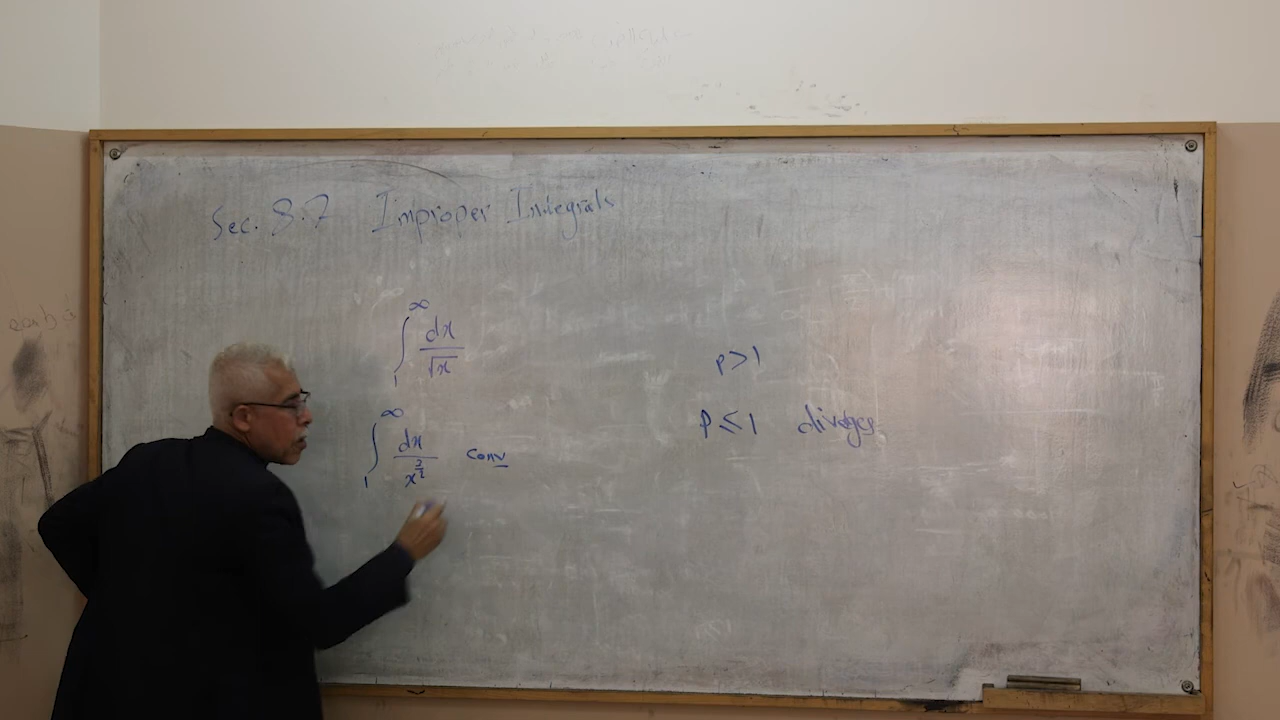 Sec. 8.7 Improper Integrals
∫₁^∞ dx/√x
p>1
∫₁^∞ dx/x^(3/2) conv
p≤1 diverges